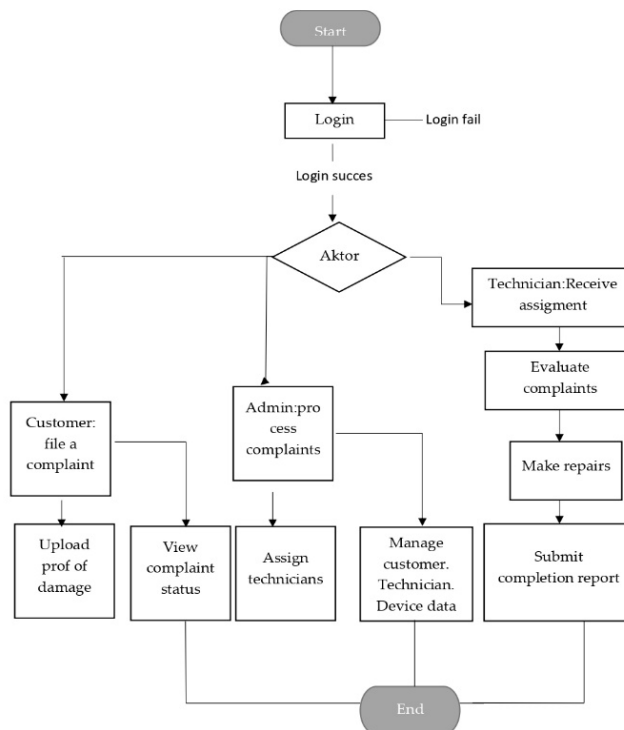 Start
Login
Login fail
Login succes
Aktor
Technician:Receive
assigment
Evaluate
complaints
Make repairs
Submit
completion report
Admin:pro
cess
complaints
Assign
technicians
Manage
customer.
Technician.
Device data
Customer:
file a
complaint
Upload
prof of
damage
View
complaint
status
End